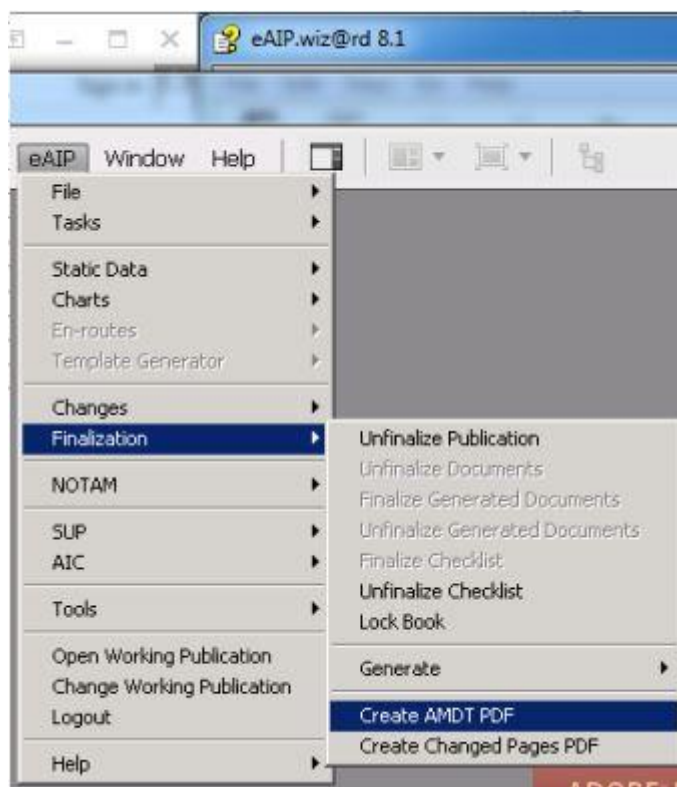 eAIP.wiz@rd 8.1
eAIP Window Help
File
Tasks
Static Data
Charts
En-routes
Template Generator
Changes
Finalization
NOTAM
SUP
AIC
Tools
Open Working Publication
Change Working Publication
Logout
Help
Unfinalize Publication
Unfinalize Documents
Finalize Generated Documents
Unfinalize Generated Documents
Finalize Checklist
Unfinalize Checklist
Lock Book
Generate
Create AMDT PDF
Create Changed Pages PDF